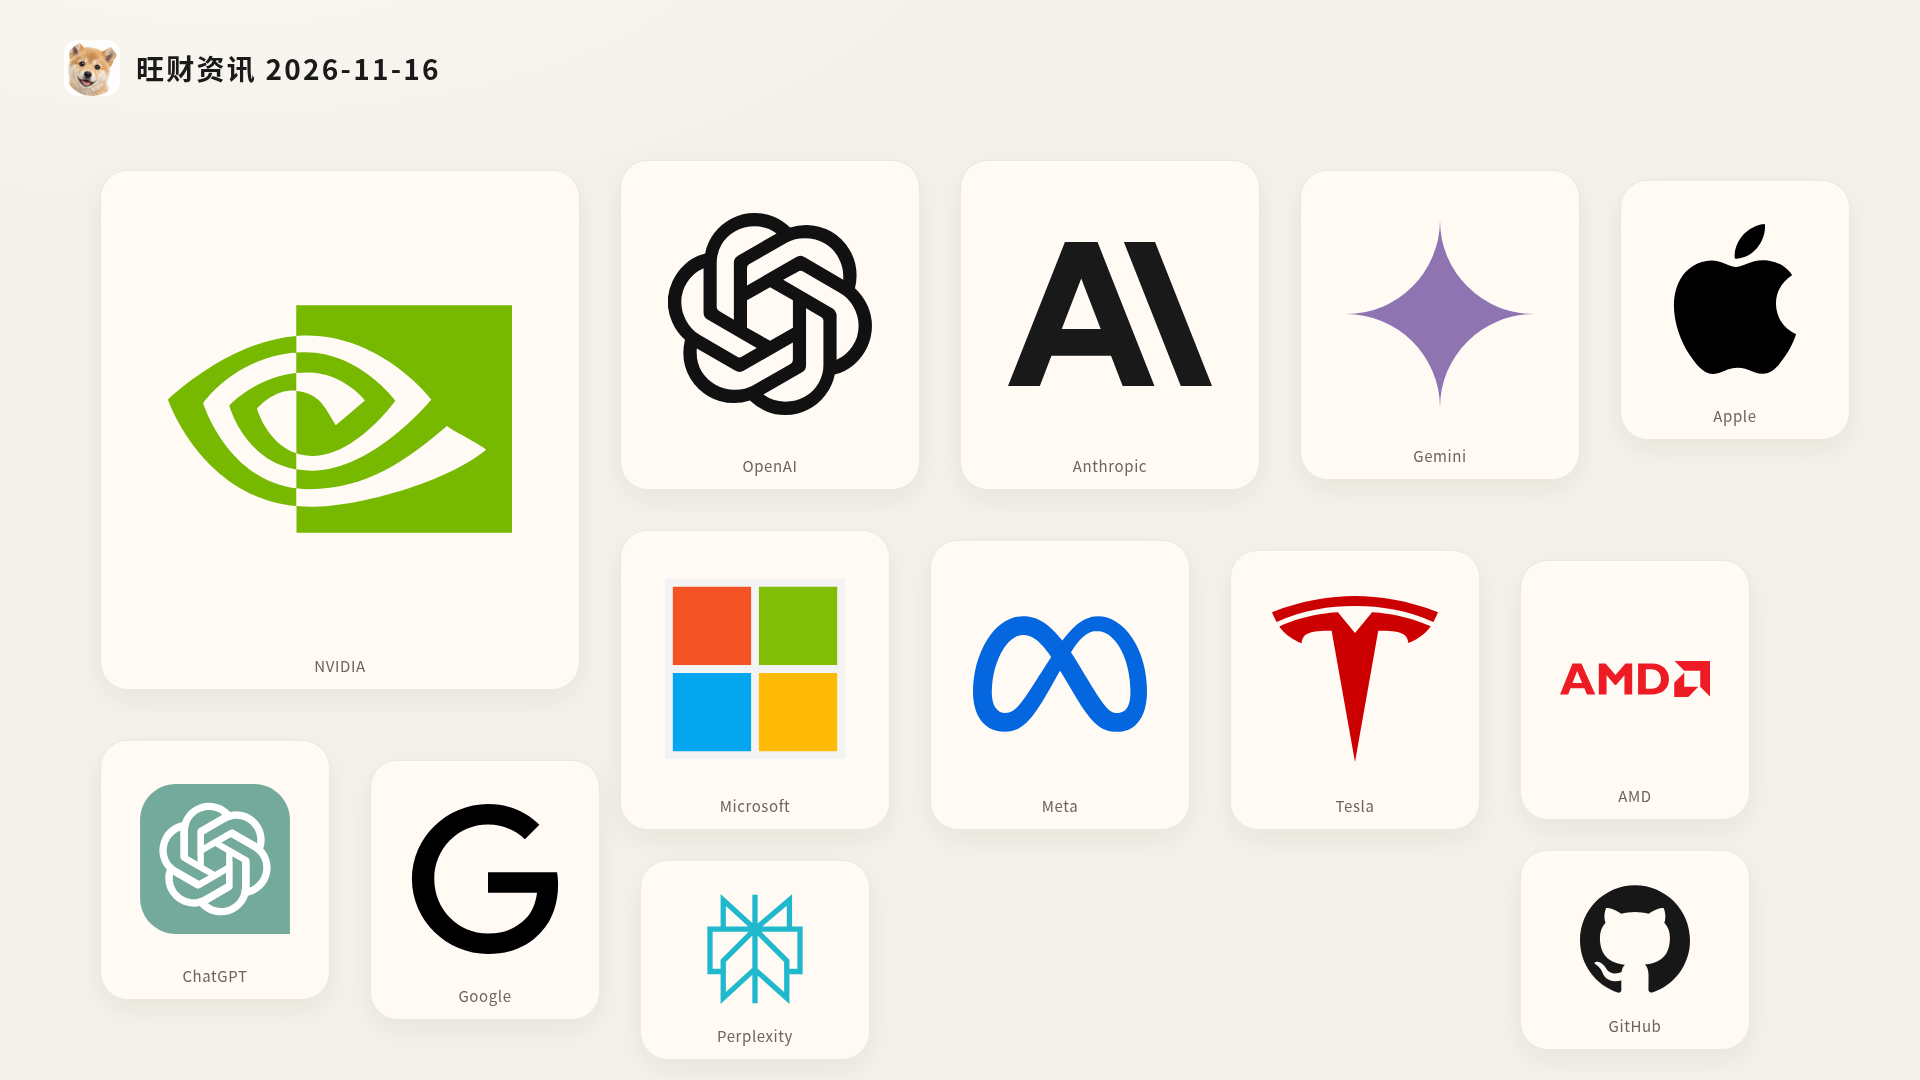 旺财资讯 2026-11-16
NVIDIA
OpenAI
Anthropic
Gemini
Apple
Microsoft
Meta
Tesla
AMD
AMD
ChatGPT
Google
Perplexity
GitHub